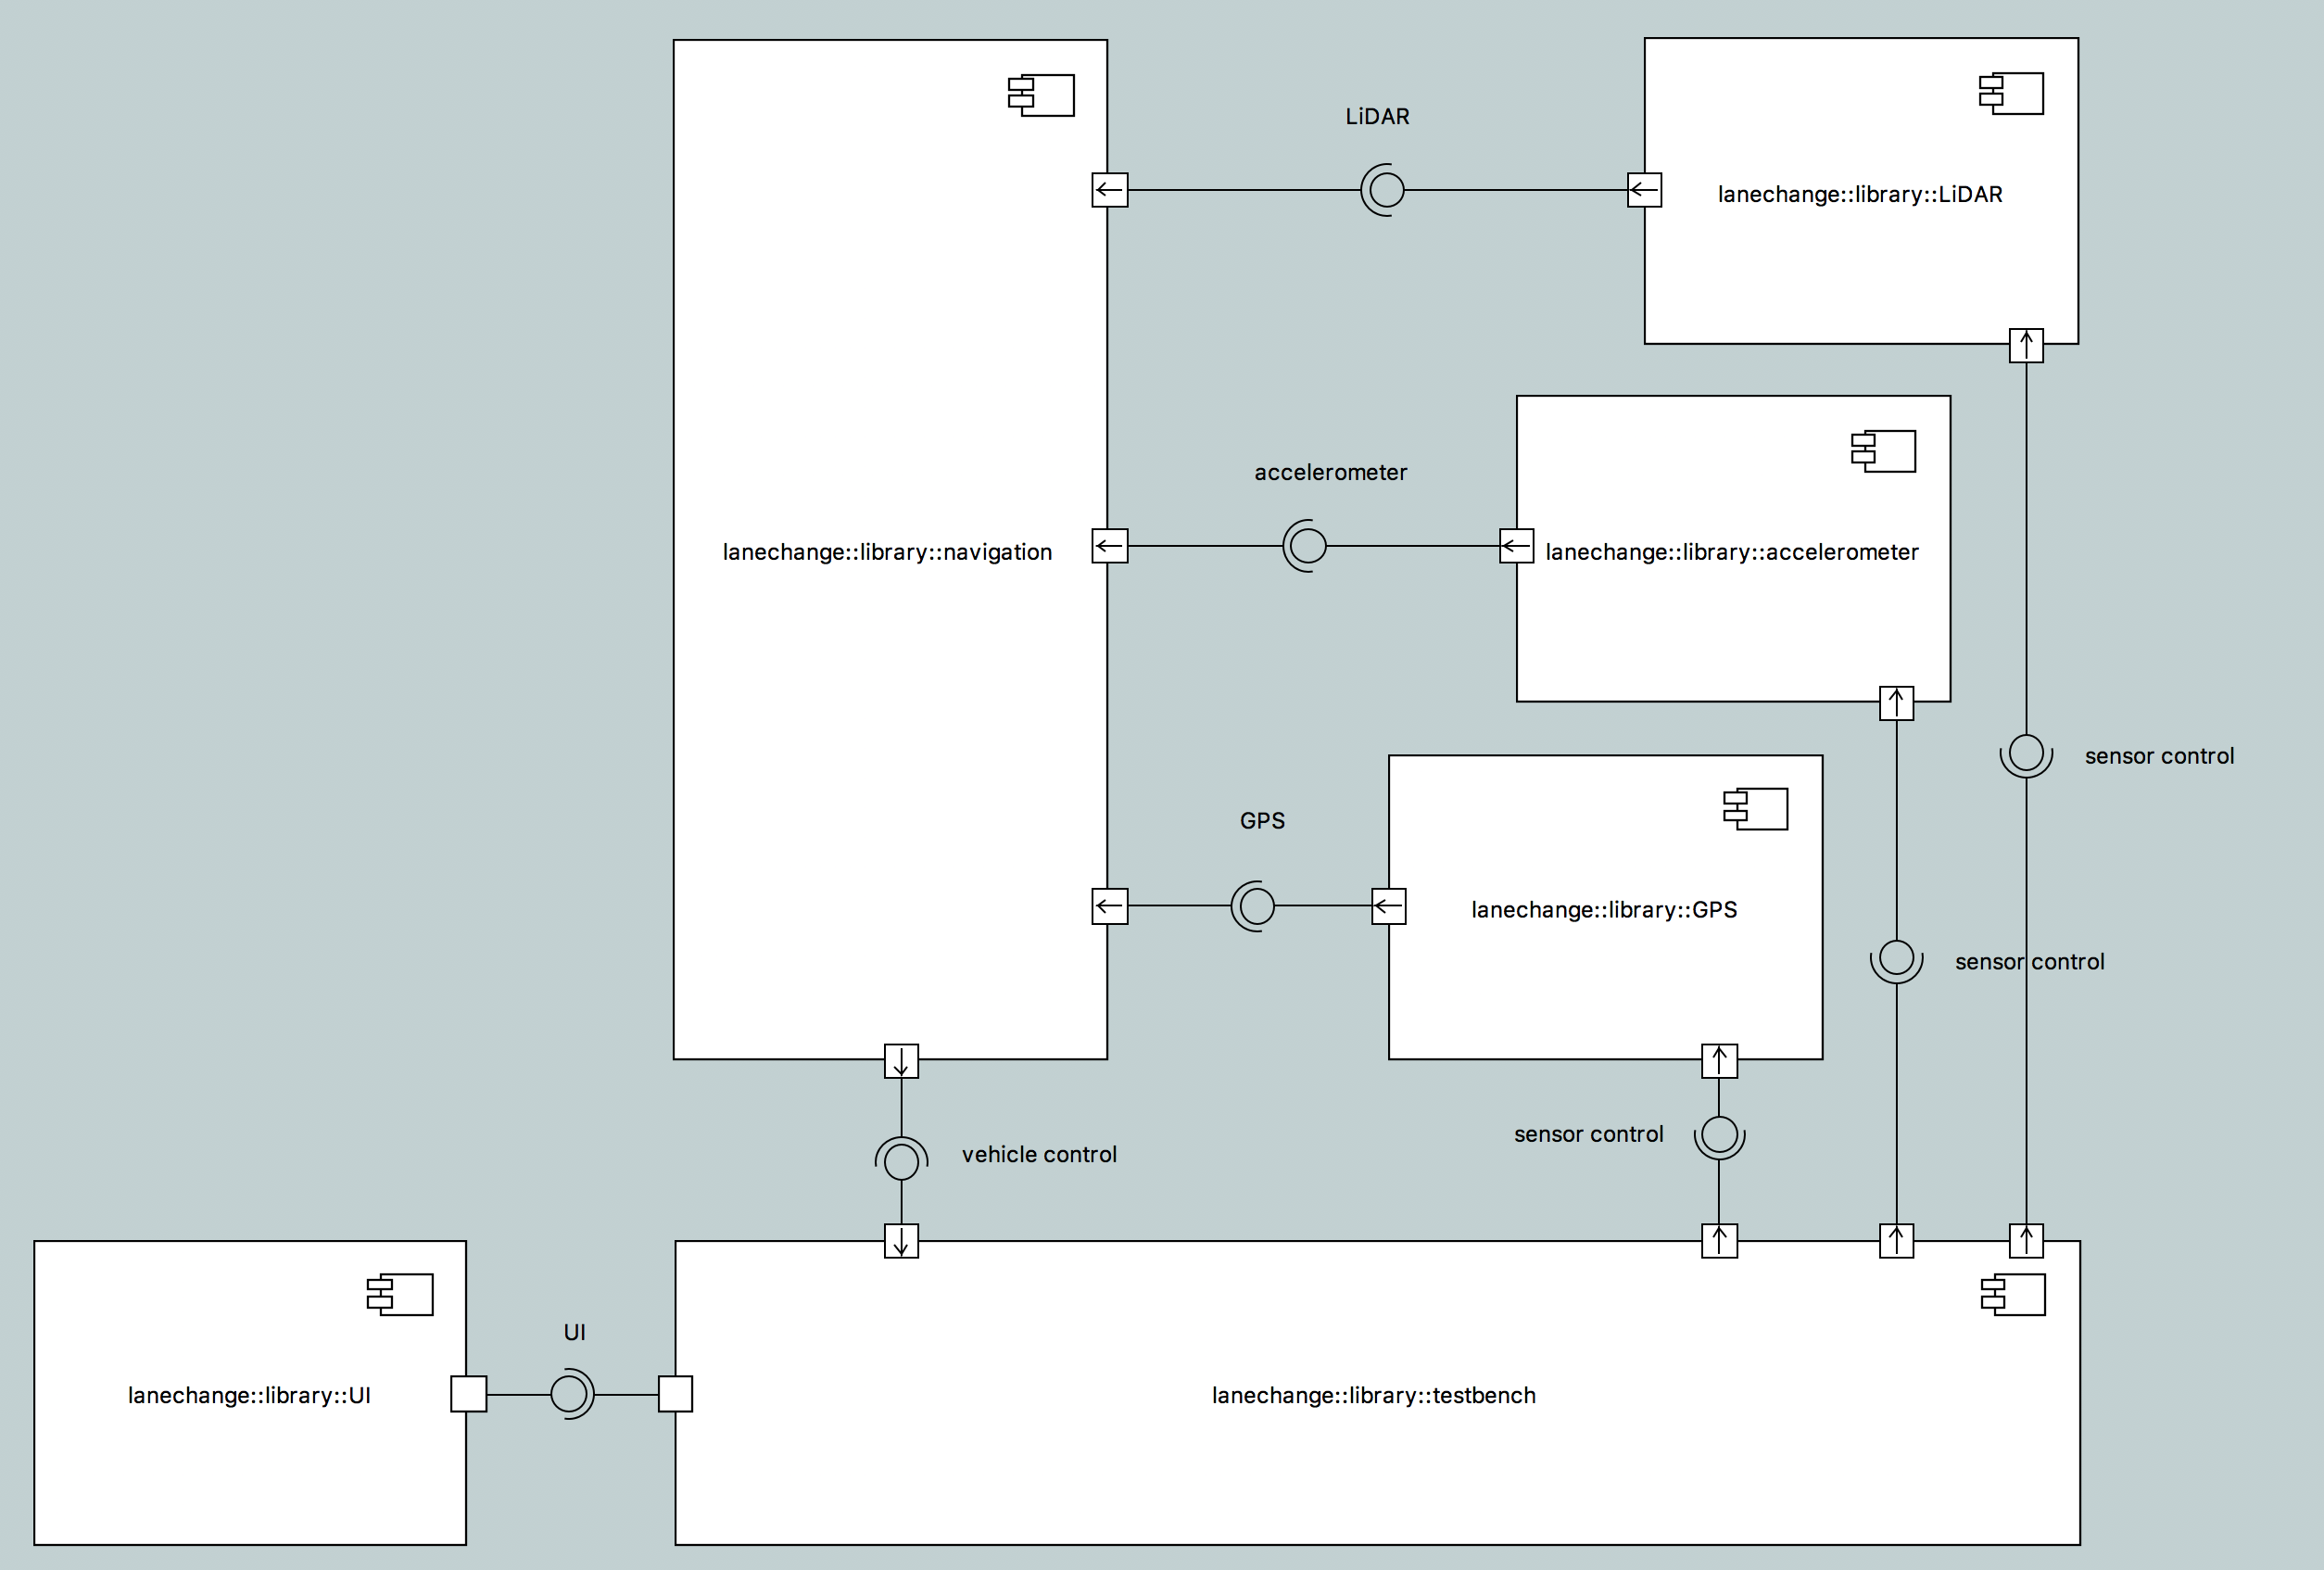 LiDAR
lanechange::library::LiDAR
accelerometer
lanechange::library::navigation
lanechange::library::accelerometer
sensor control
GPS
lanechange::library::GPS
sensor control
sensor control
vehicle control
UI
lanechange::library::UI
lanechange::library::testbench